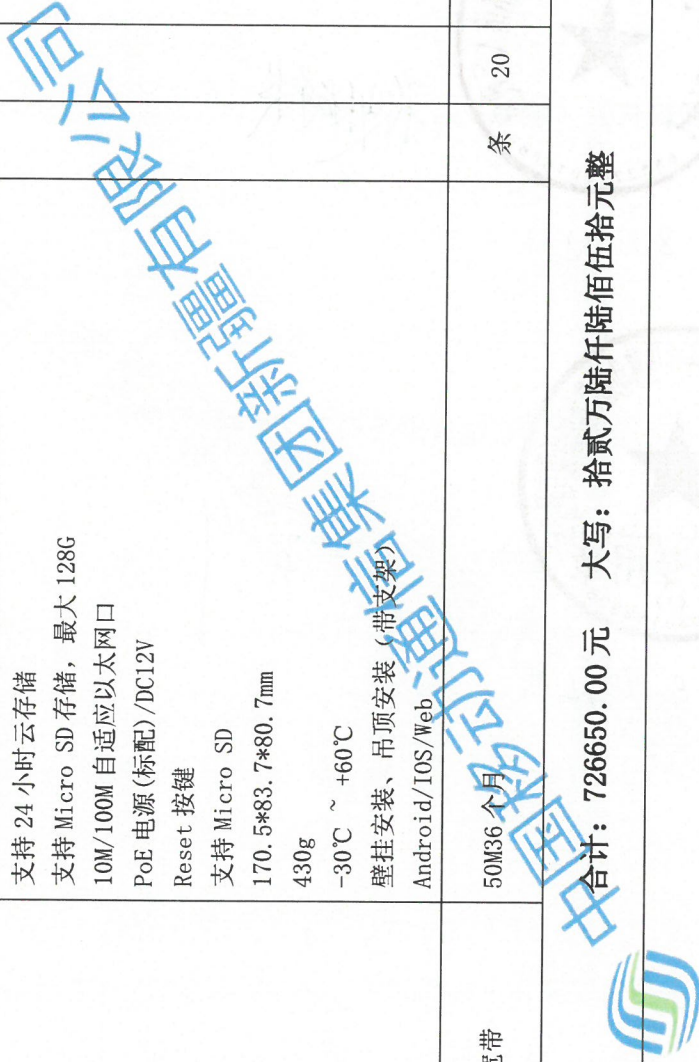 支持 24 小时云存储
支持 Micro SD 存储，最大 128G
10M/100M 自适应以太网口
PoE 电源(标配)/DC12V
Reset 按键
支持 Micro SD
170.5*83.7*80.7mm
430g
-30℃ ~ +60℃
壁挂安装、吊顶安装（带支架）
Android/IOS/Web
宽带 50M36 个月 条 20
合计：726650.00 元 大写：拾贰万陆仟陆佰伍拾元整
中国移动通信集团新疆有限公司